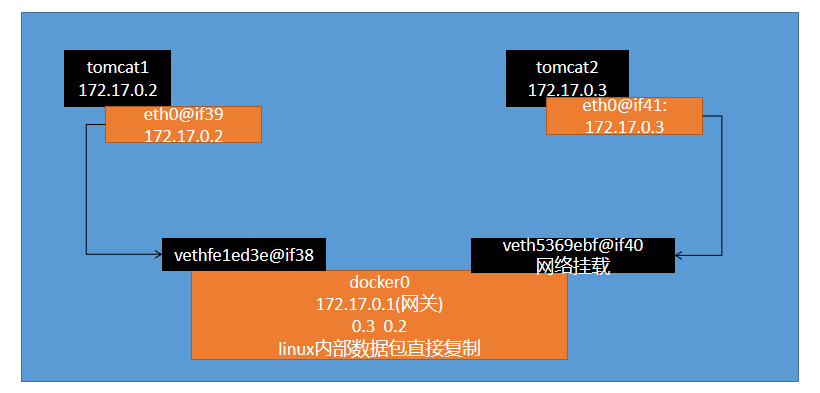 tomcat1
172.17.0.2
eth0@if39
172.17.0.2
tomcat2
172.17.0.3
eth0@if41:
172.17.0.3
vethfe1ed3e@if38
veth5369ebf@if40
网络挂载
docker0
172.17.0.1(网关)
0.3 0.2
linux内部数据包直接复制